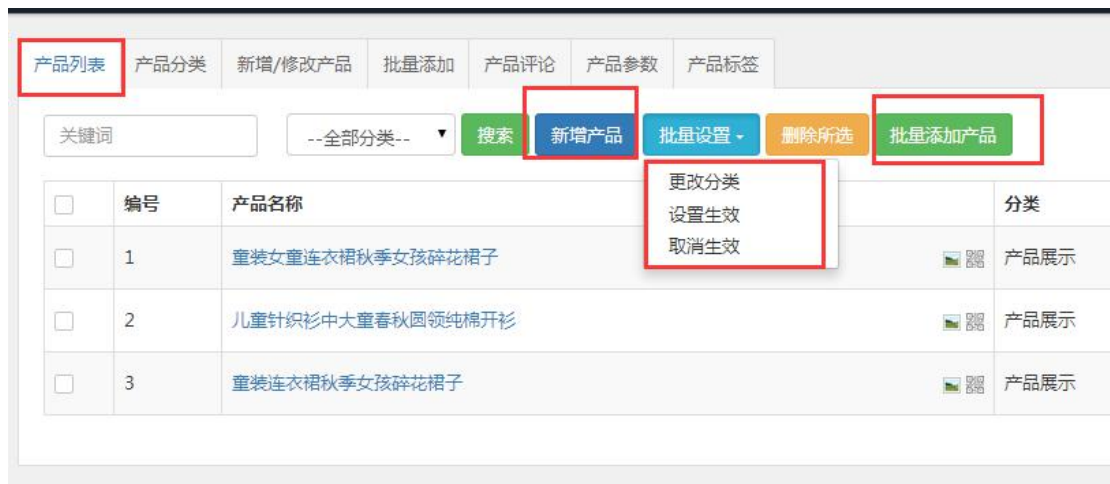 产品列表 产品分类 新增/修改产品 批量添加 产品评论 产品参数 产品标签
关键词 --全部分类-- 搜索 新增产品 批量设置 删除所选 批量添加产品
更改分类
设置生效
取消生效
编号 产品名称 分类
1 童装女童连衣裙秋季女孩碎花裙子 产品展示
2 儿童针织衫中大童春秋圆领纯棉开衫 产品展示
3 童装连衣裙秋季女孩碎花裙子 产品展示